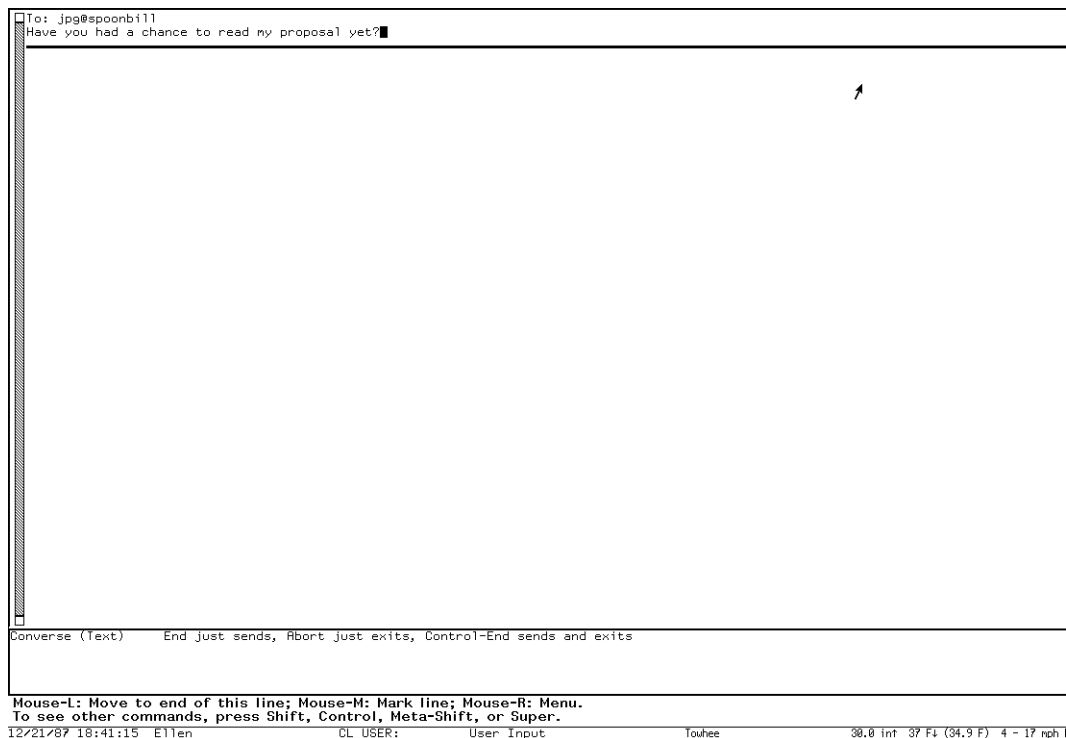 To: jpg@spoonbill
Have you had a chance to read my proposal yet?
Converse (Text) End just sends, Abort just exits, Control-End sends and exits
Mouse-L: Move to end of this line; Mouse-M: Mark line; Mouse-R: Menu.
To see other commands, press Shift, Control, Meta-Shift, or Super.
12/21/87 18:41:15 Ellen CL USER: User Input Towhee 30.0 in↑ 37 F↓ (34.9 F) 4 - 17 mph